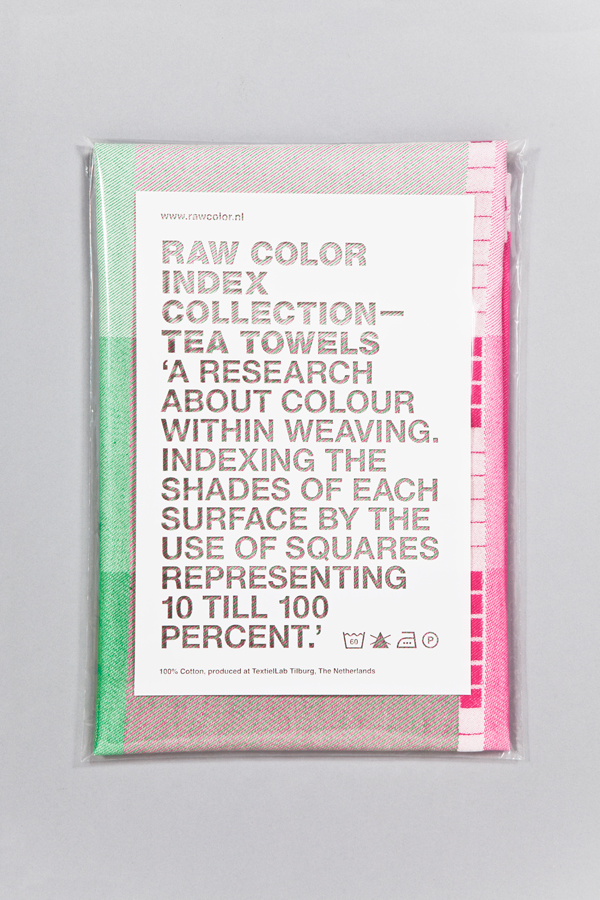 www.rawcolor.nl
RAW COLOR
INDEX
COLLECTION—
TEA TOWELS
‘A RESEARCH
ABOUT COLOUR
WITHIN WEAVING.
INDEXING THE
SHADES OF EACH
SURFACE BY THE
USE OF SQUARES
REPRESENTING
10 TILL 100
PERCENT.’ 60 P
100% Cotton, produced at TextielLab Tilburg, The Netherlands